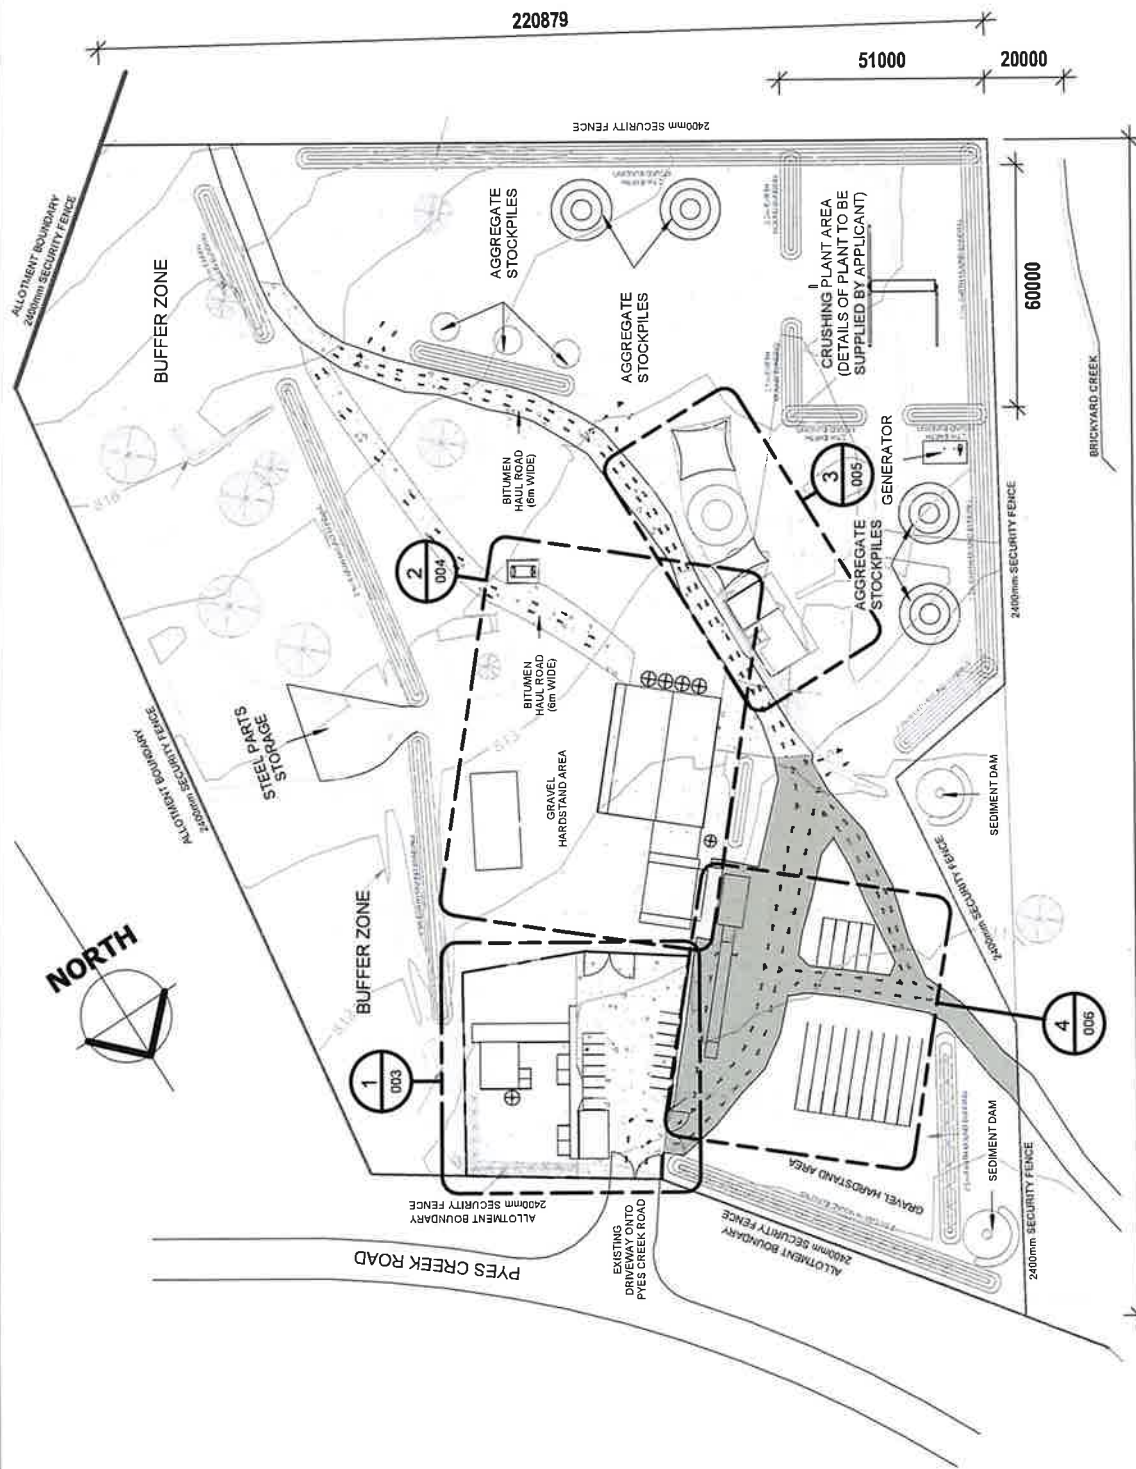 220879
51000
20000
2400mm SECURITY FENCE
ALLOTMENT BOUNDARY
2400mm SECURITY FENCE
BUFFER ZONE
AGGREGATE
STOCKPILES
AGGREGATE
STOCKPILES
CRUSHING PLANT AREA
(DETAILS OF PLANT TO BE
SUPPLIED BY APPLICANT)
60000
BRICKYARD CREEK
816
BITUMEN
HAUL ROAD
(6m WIDE)
3
005
GENERATOR
2
004
AGGREGATE
STOCKPILES
2400mm SECURITY FENCE
BITUMEN
HAUL ROAD
(6m WIDE)
STEEL PARTS
STORAGE
ALLOTMENT BOUNDARY
2400mm SECURITY FENCE
813
GRAVEL
HARDSTAND AREA
SEDIMENT DAM
2400mm SECURITY FENCE
NORTH
BUFFER ZONE
812
1
003
4
006
GRAVEL HARDSTAND AREA
SEDIMENT DAM
2400mm SECURITY FENCE
ALLOTMENT BOUNDARY
2400mm SECURITY FENCE
ALLOTMENT BOUNDARY
2400mm SECURITY FENCE
EXISTING
DRIVEWAY ONTO
PYES CREEK ROAD
PYES CREEK ROAD